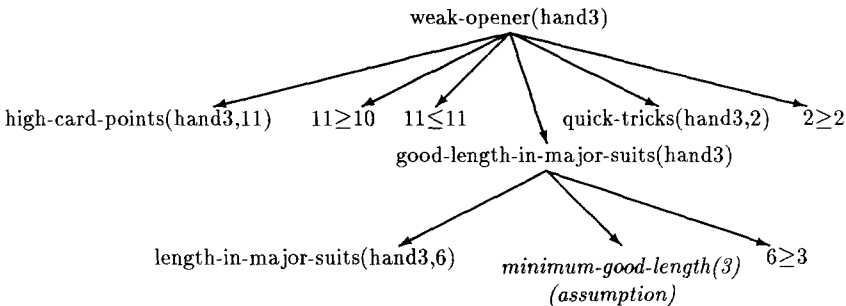 weak-opener(hand3)
high-card-points(hand3,11) 11≥10 11≤11 quick-tricks(hand3,2) 2≥2
good-length-in-major-suits(hand3)
length-in-major-suits(hand3,6) minimum-good-length(3) 6≥3
(assumption)